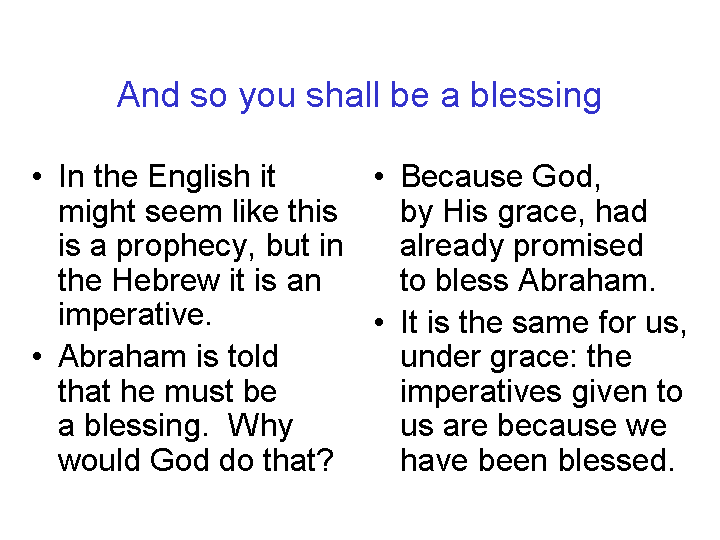 And so you shall be a blessing
• In the English it
might seem like this
is a prophecy, but in
the Hebrew it is an
imperative.
• Abraham is told
that he must be
a blessing.  Why
would God do that?
• Because God,
by His grace, had
already promised
to bless Abraham.
• It is the same for us,
under grace: the
imperatives given to
us are because we
have been blessed.